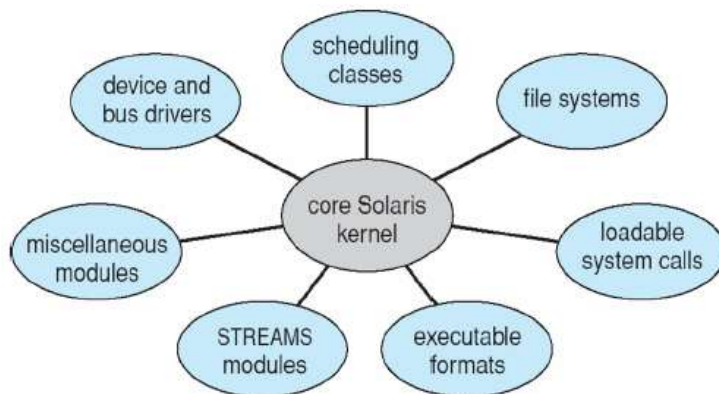 scheduling
classes
device and
bus drivers
file systems
core Solaris
kernel
miscellaneous
modules
loadable
system calls
STREAMS
modules
executable
formats